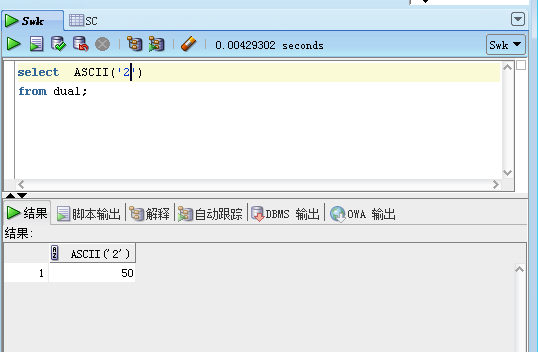 Swk SC
0.00429302 seconds Swk
select ASCII('2')
from dual;
结果 脚本输出 解释 自动跟踪 DBMS 输出 OWA 输出
结果:
ASCII('2')
1 50